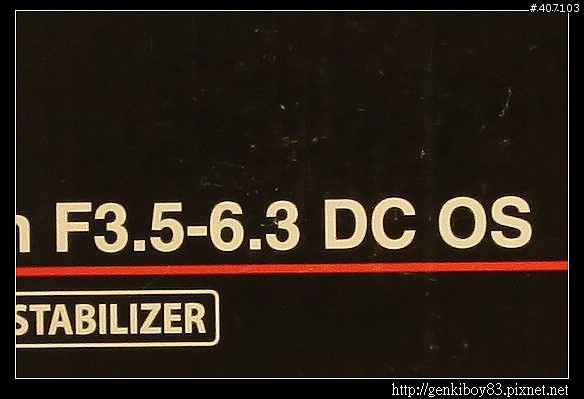 #407103
F3.5-6.3 DC OS
STABILIZER
http://genkiboy83.pixnet.net